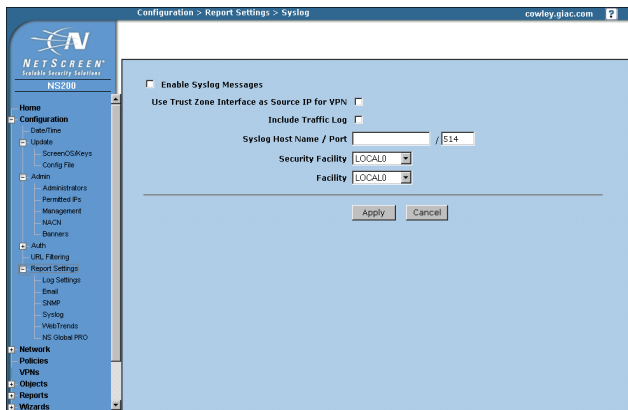 Configuration > Report Settings > Syslog
cowley.giac.com ?
N
NETSCREEN
Scalable Security Solutions
NS200
Home
Configuration
Date/Time
Update
ScreenOS/Keys
Config File
Admin
Administrators
Permitted IPs
Management
NACN
Banners
Auth
URL Filtering
Report Settings
Log Settings
Email
SNMP
Syslog
WebTrends
NS Global PRO
Network
Policies
VPNs
Objects
Reports
Wizards
Enable Syslog Messages
Use Trust Zone Interface as Source IP for VPN
Include Traffic Log
Syslog Host Name / Port / 514
Security Facility LOCAL0
Facility LOCAL0
Apply Cancel